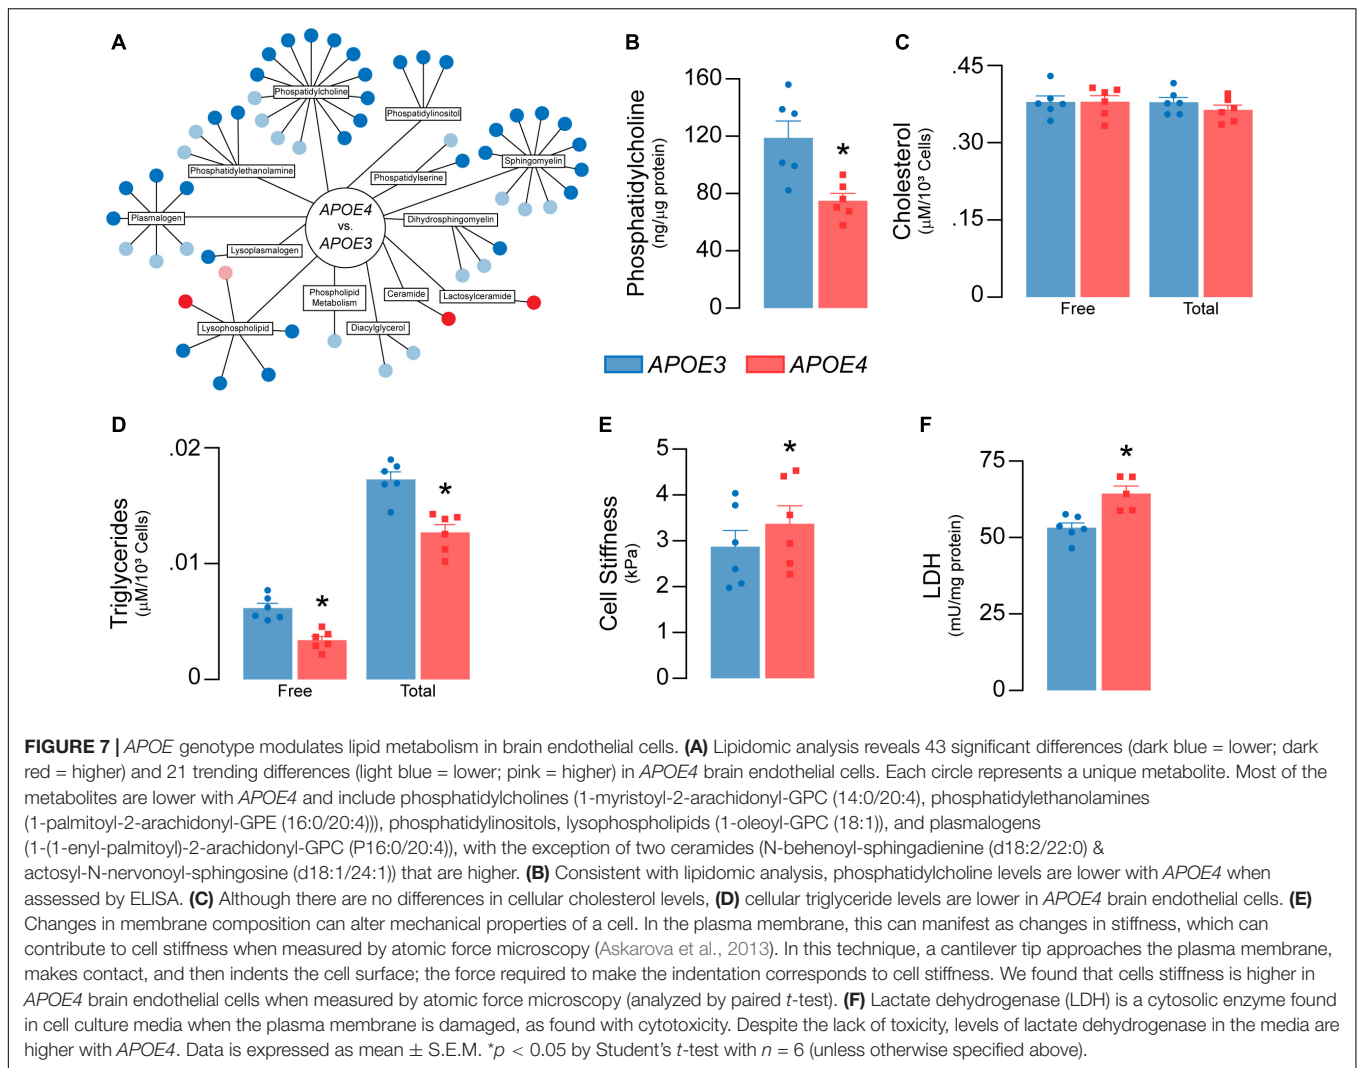 A
Phospatidylcholine
Phospatidylinositol
Sphingomyelin
Phosphatidylethanolamine
Phospatidylserine
Plasmalogen
APOE4
vs.
APOE3
Dihydrosphingomyelin
Lysoplasmalogen
Phospholipid
Metabolism
Ceramide
Lactosylceramide
Lysophospholipid
Diacylglycerol
B
Phosphatidylcholine
(ng/µg protein)
160
120
80
40
0
*
C
Cholesterol
(µM/10³ Cells)
.45
.30
.15
0
Free
Total
APOE3
APOE4
D
Triglycerides
(µM/10³ Cells)
.02
.01
0
*
*
Free
Total
E
Cell Stiffness
(kPa)
5
4
3
2
1
0
*
F
LDH
(mU/mg protein)
75
50
25
0
*
FIGURE 7 | APOE genotype modulates lipid metabolism in brain endothelial cells. (A) Lipidomic analysis reveals 43 significant differences (dark blue = lower; dark
red = higher) and 21 trending differences (light blue = lower; pink = higher) in APOE4 brain endothelial cells. Each circle represents a unique metabolite. Most of the
metabolites are lower with APOE4 and include phosphatidylcholines (1-myristoyl-2-arachidonyl-GPC (14:0/20:4), phosphatidylethanolamines
(1-palmitoyl-2-arachidonyl-GPE (16:0/20:4))), phosphatidylinositols, lysophospholipids (1-oleoyl-GPC (18:1)), and plasmalogens
(1-(1-enyl-palmitoyl)-2-arachidonyl-GPC (P16:0/20:4)), with the exception of two ceramides (N-behenoyl-sphingadienine (d18:2/22:0) &
actosyl-N-nervonoyl-sphingosine (d18:1/24:1)) that are higher. (B) Consistent with lipidomic analysis, phosphatidylcholine levels are lower with APOE4 when
assessed by ELISA. (C) Although there are no differences in cellular cholesterol levels, (D) cellular triglyceride levels are lower in APOE4 brain endothelial cells. (E)
Changes in membrane composition can alter mechanical properties of a cell. In the plasma membrane, this can manifest as changes in stiffness, which can
contribute to cell stiffness when measured by atomic force microscopy (Askarova et al., 2013). In this technique, a cantilever tip approaches the plasma membrane,
makes contact, and then indents the cell surface; the force required to make the indentation corresponds to cell stiffness. We found that cells stiffness is higher in
APOE4 brain endothelial cells when measured by atomic force microscopy (analyzed by paired t-test). (F) Lactate dehydrogenase (LDH) is a cytosolic enzyme found
in cell culture media when the plasma membrane is damaged, as found with cytotoxicity. Despite the lack of toxicity, levels of lactate dehydrogenase in the media are
higher with APOE4. Data is expressed as mean ± S.E.M. *p < 0.05 by Student's t-test with n = 6 (unless otherwise specified above).